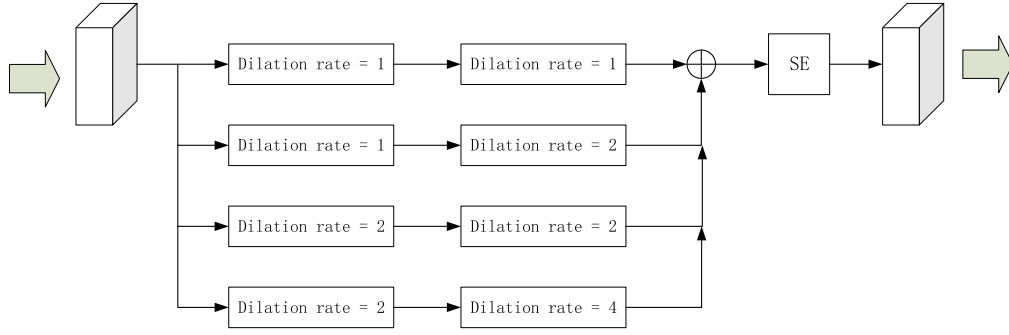 Dilation rate = 1
Dilation rate = 1
SE
Dilation rate = 1
Dilation rate = 2
Dilation rate = 2
Dilation rate = 2
Dilation rate = 2
Dilation rate = 4